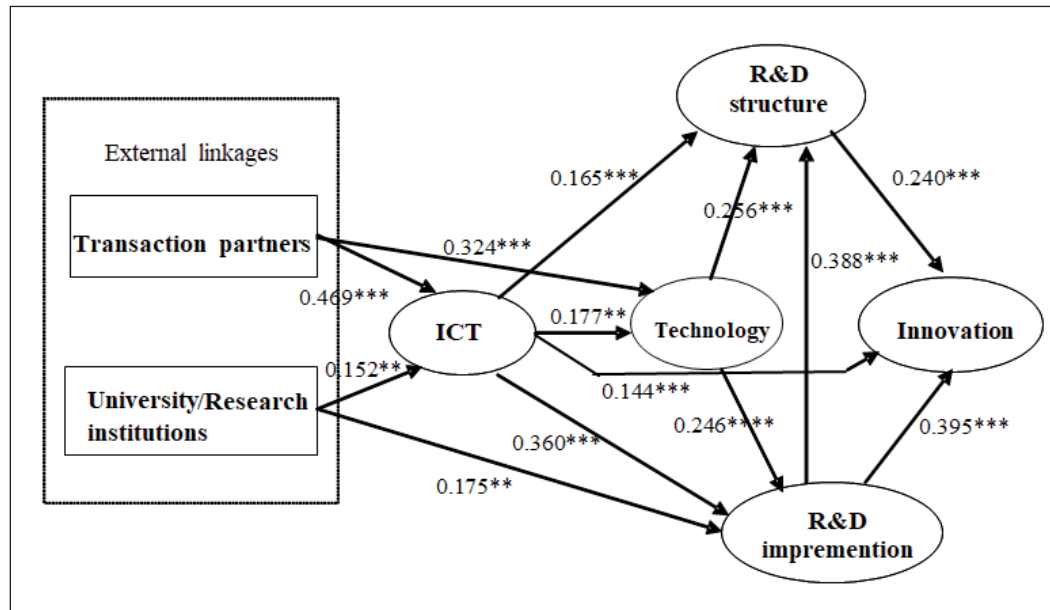 R&D
structure
External linkages
0.165***
0.240***
0.256***
Transaction partners
0.324***
0.388***
0.469***
0.177**
ICT
Technology
Innovation
0.152**
0.144***
University/Research
institutions
0.246****
0.395***
0.360***
0.175**
R&D
impremention